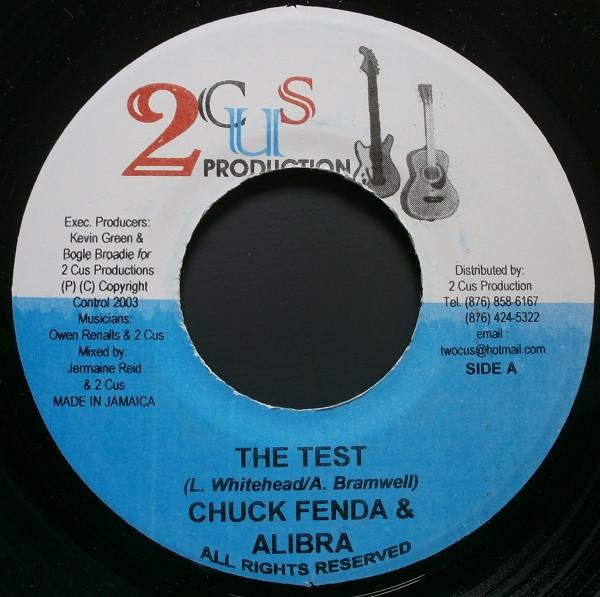 2 CUS
PRODUCTION
Exec. Producers:
Kevin Green &
Bogle Broadie for
2 Cus Productions
(P) (C) Copyright
Control 2003
Musicians:
Owen Renalls & 2 Cus
Mixed by:
Jermaine Reid
& 2 Cus
MADE IN JAMAICA
Distributed by:
2 Cus Production
Tel. (876) 858-6167
(876) 424-5322
email :
twocus@hotmail.com
SIDE A
THE TEST
(L. Whitehead/A. Bramwell)
CHUCK FENDA &
ALIBRA
ALL RIGHTS RESERVED